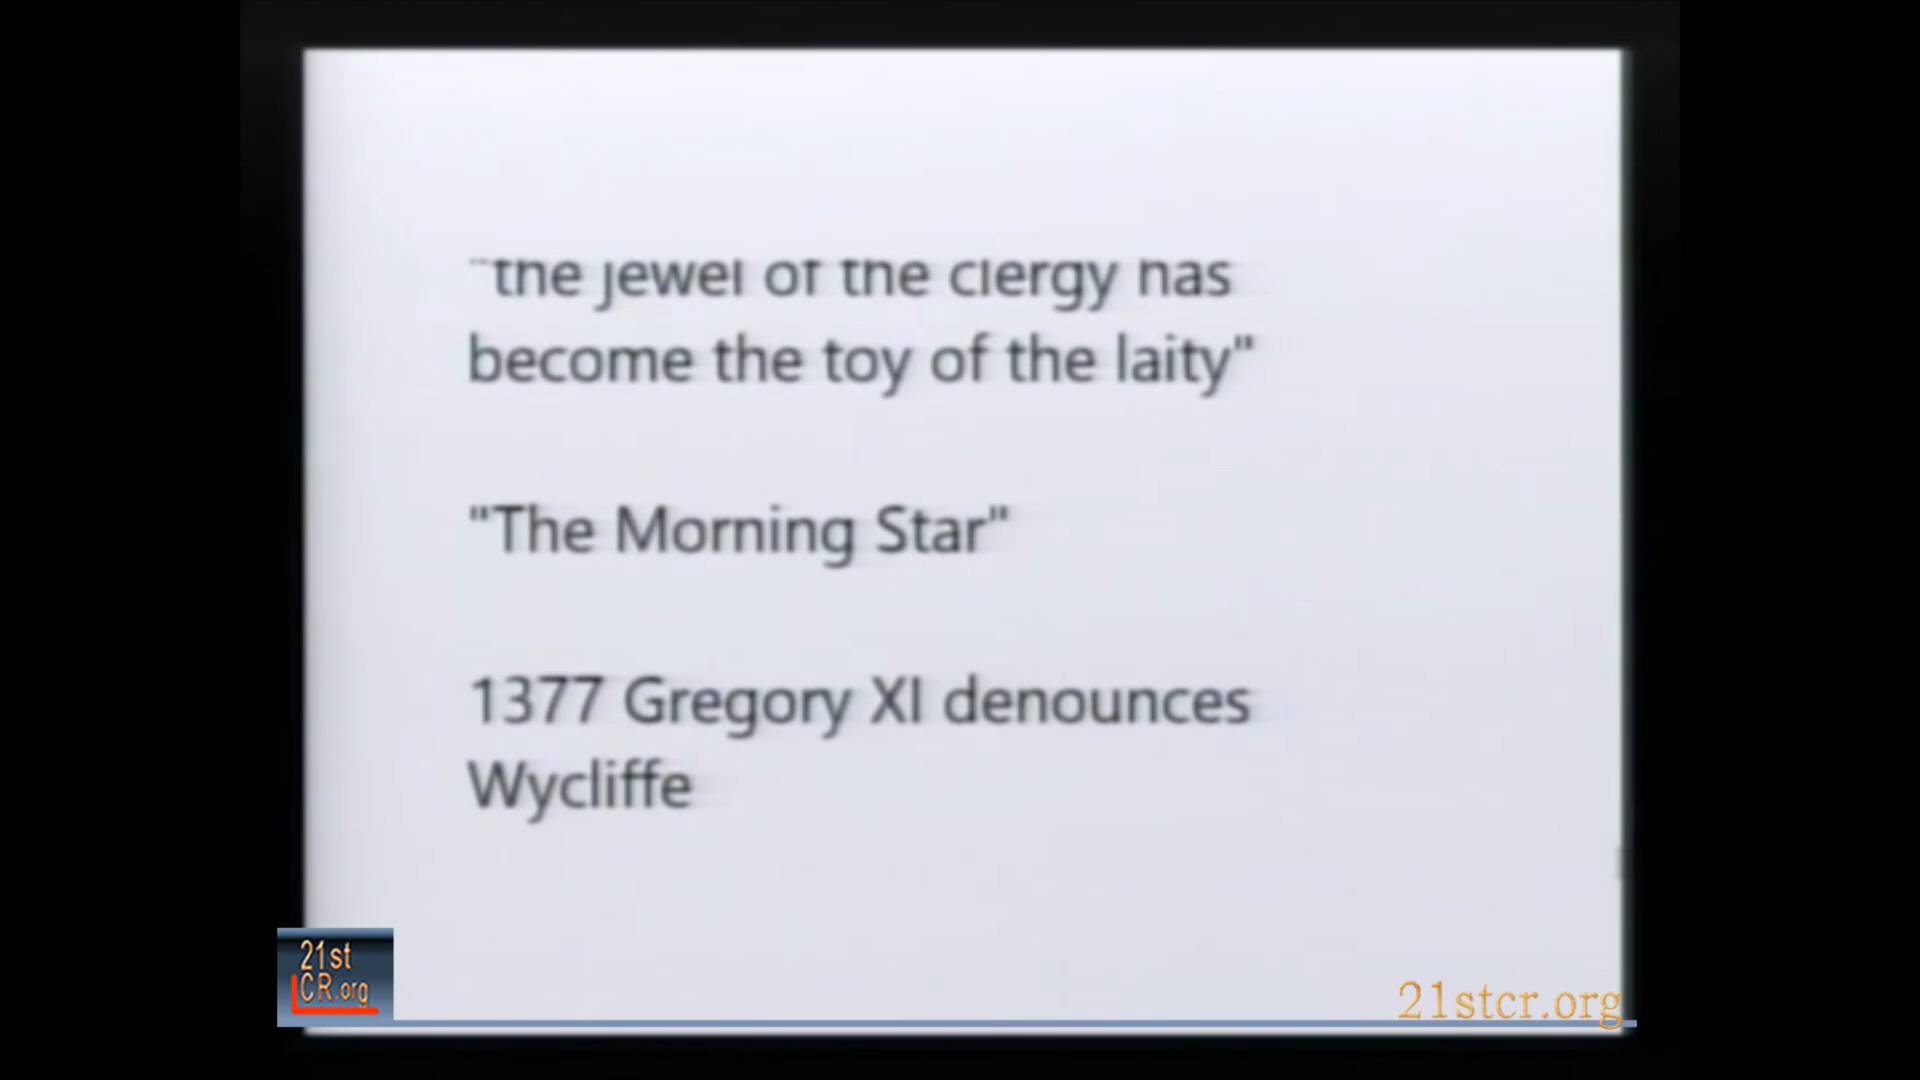 "the jewel of the clergy has
become the toy of the laity"
"The Morning Star"
1377 Gregory XI denounces
Wycliffe
21st
CR.org
21stcr.org